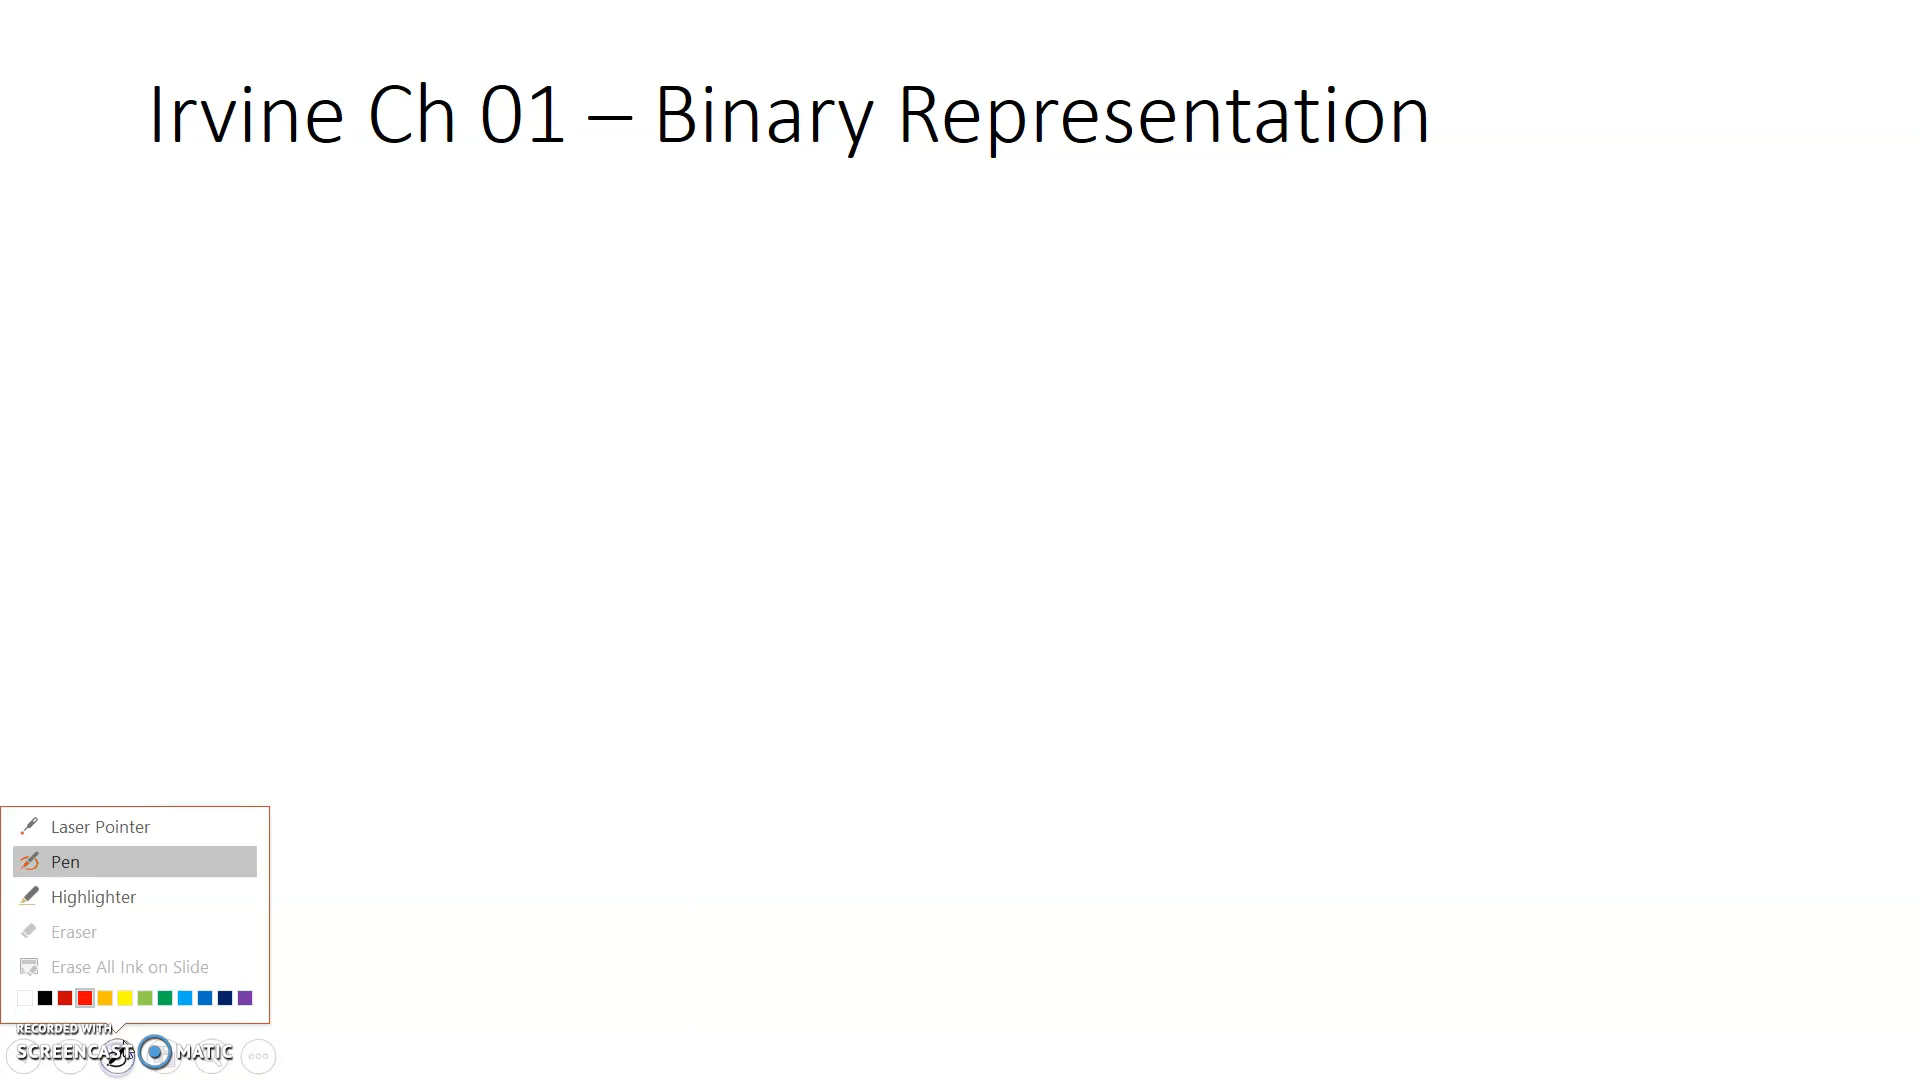 Irvine Ch 01 – Binary Representation
Laser Pointer
Pen
Highlighter
Eraser
Erase All Ink on Slide
RECORDED WITH
SCREENCAST MATIC